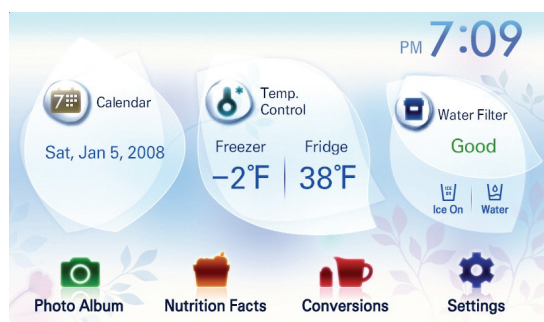 PM 7:09
7
Calendar
Sat, Jan 5, 2008
Temp.
Control
Freezer
Fridge
−2°F
38°F
Water Filter
Good
ICE
Ice On
Water
Photo Album
Nutrition Facts
Conversions
Settings